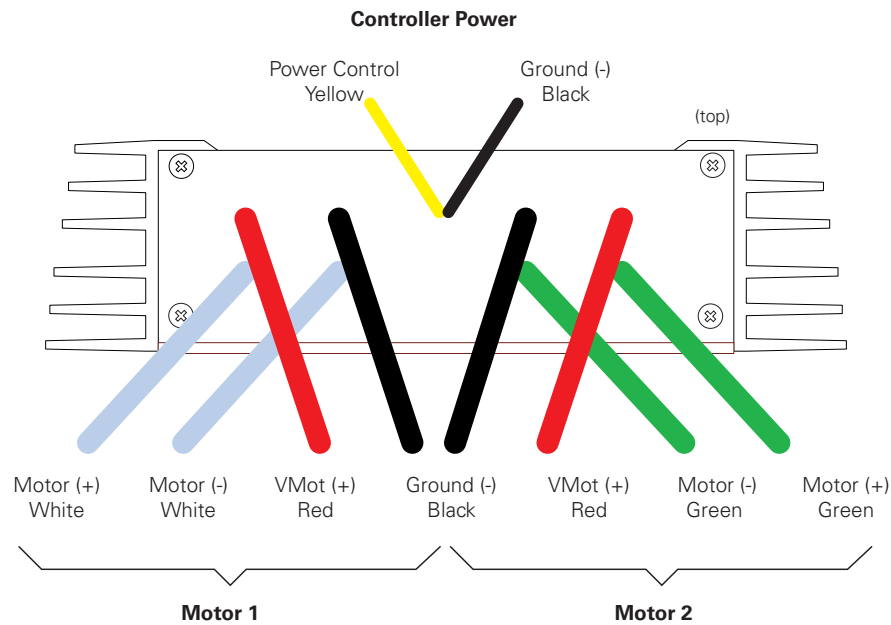 Controller Power
Power Control
Yellow
Ground (-)
Black
(top)
Motor (+)
White
Motor (-)
White
VMot (+)
Red
Ground (-)
Black
VMot (+)
Red
Motor (-)
Green
Motor (+)
Green
Motor 1
Motor 2